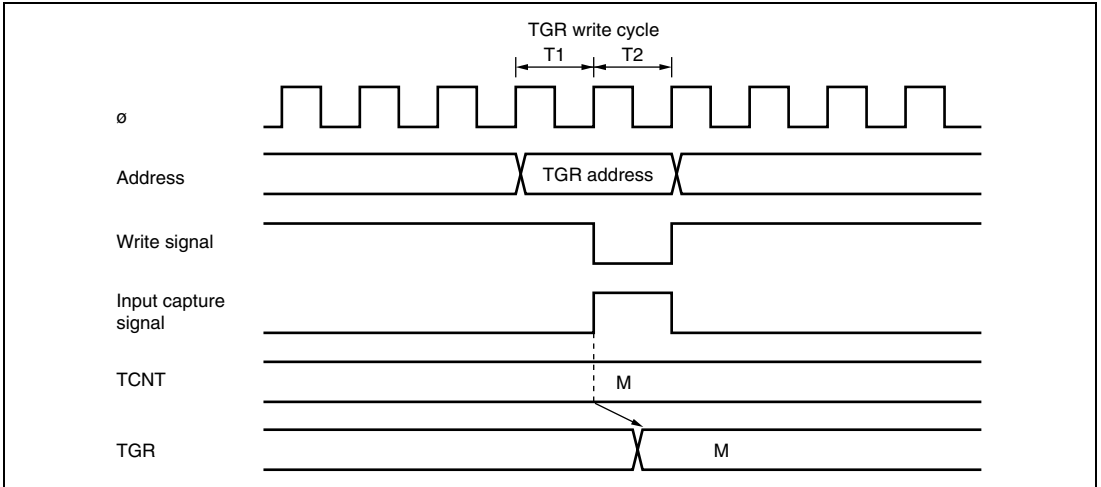 TGR write cycle
T1 T2
ø
Address
TGR address
Write signal
Input capture
signal
TCNT
M
TGR
M